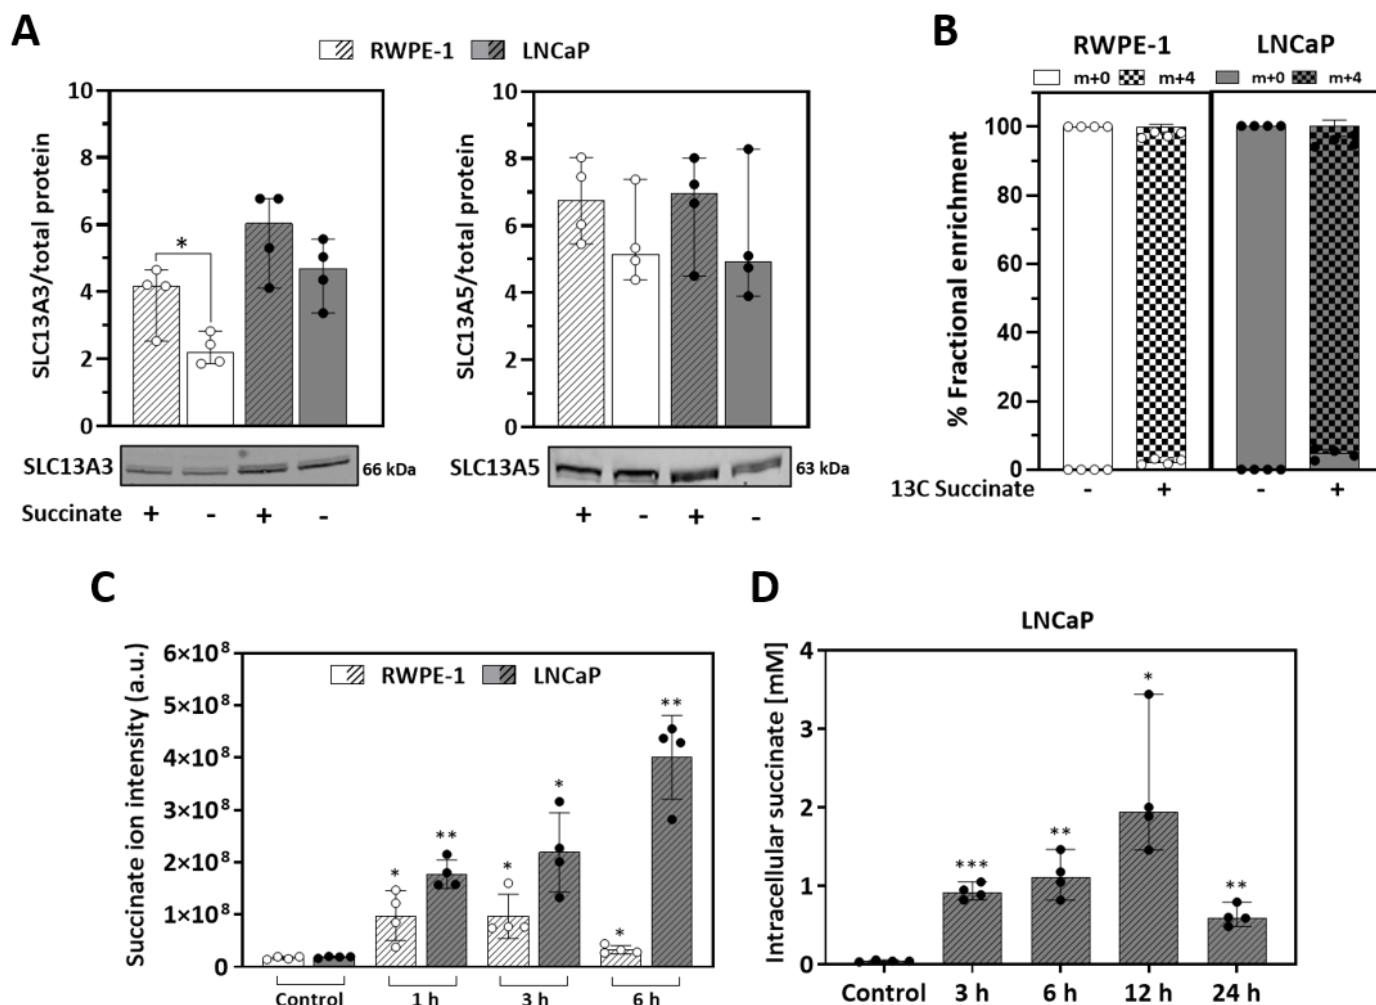 A
RWPE-1 LNCaP
SLC13A3/total protein
10
8
6
4
2
0
*
SLC13A3
66 kDa
Succinate + - + -
SLC13A5/total protein
10
8
6
4
2
0
SLC13A5
63 kDa
+ - + -
B
RWPE-1 LNCaP
m+0 m+4 m+0 m+4
% Fractional enrichment
100
80
60
40
20
0
13C Succinate - + - +
C
Succinate ion intensity (a.u.)
6×10⁸
5×10⁸
4×10⁸
3×10⁸
2×10⁸
1×10⁸
0
RWPE-1 LNCaP
* ** * * * **
Control 1 h 3 h 6 h
D
LNCaP
Intracellular succinate [mM]
4
3
2
1
0
*** ** * **
Control 3 h 6 h 12 h 24 h